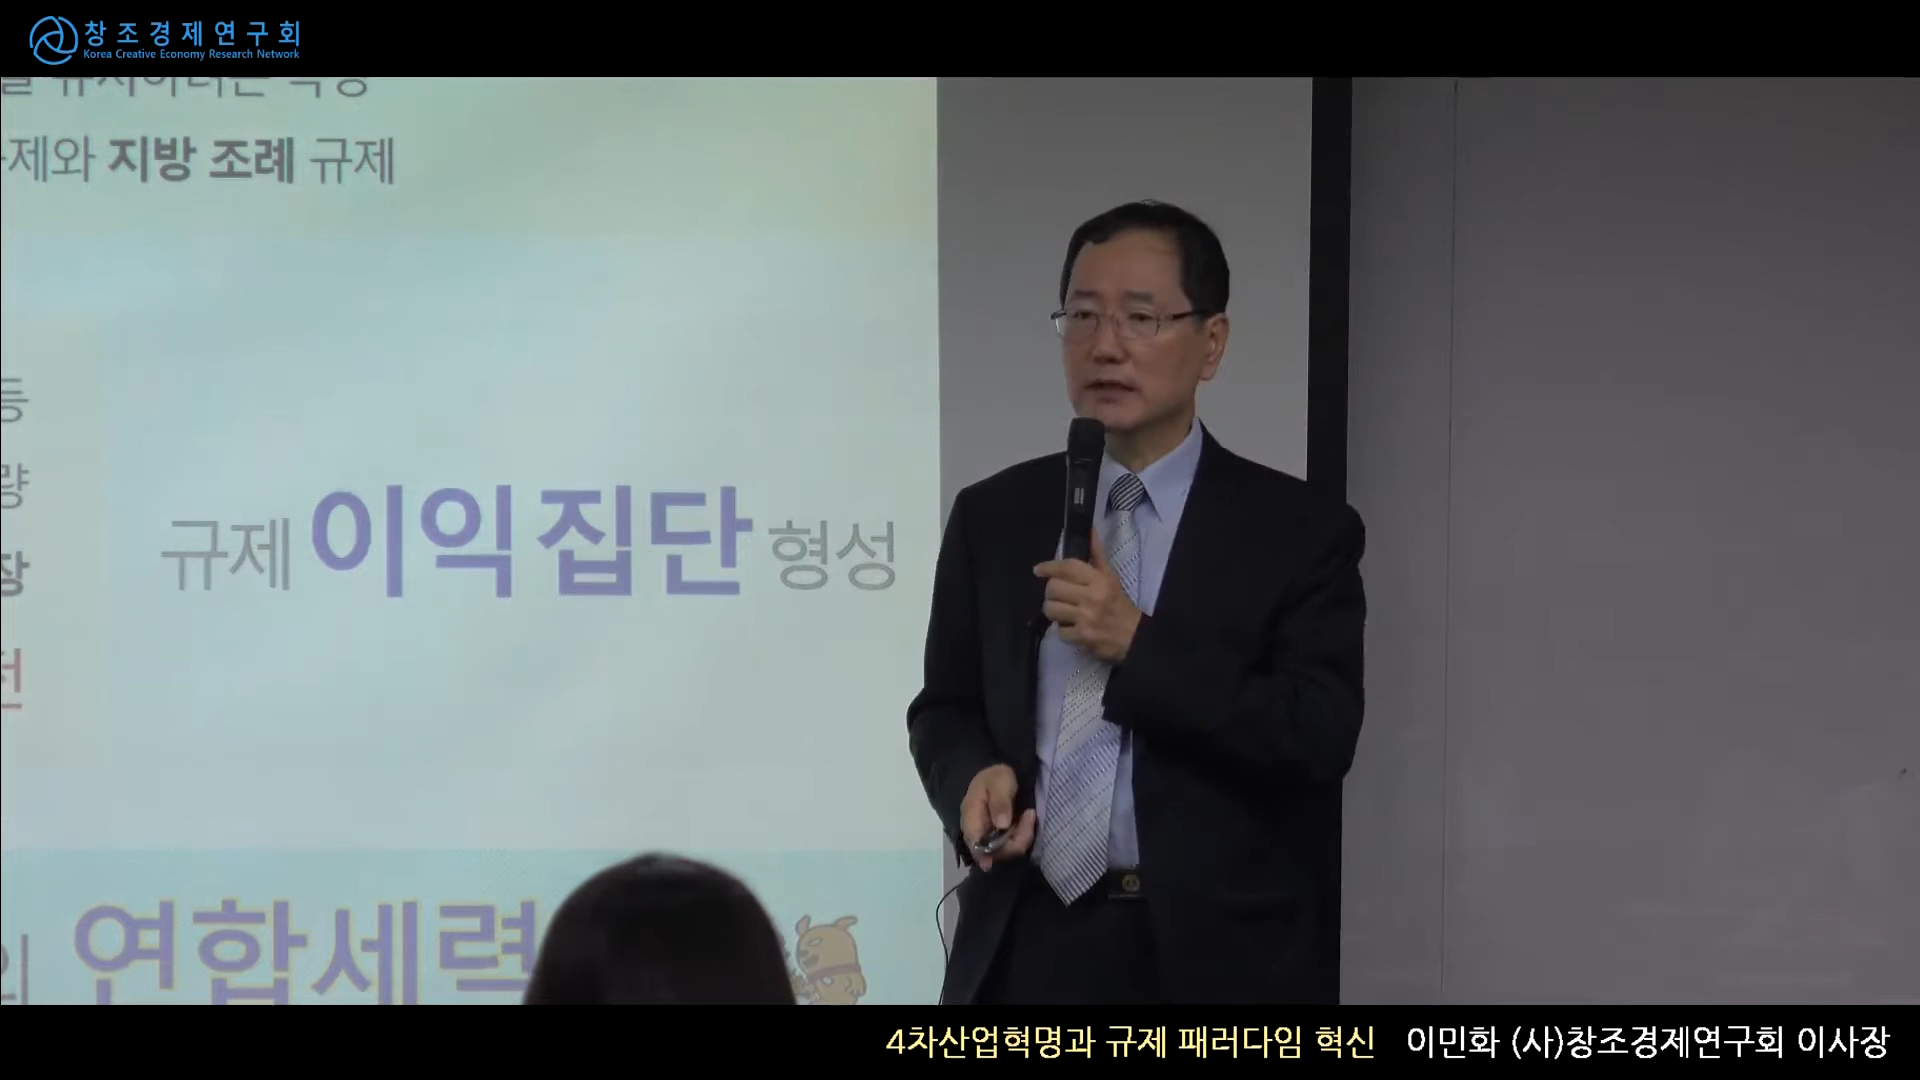 창조경제연구회
Korea Creative Economy Research Network
제와 지방 조례 규제
등
량
장
규제 이익집단 형성
연합세력
4차산업혁명과 규제 패러다임 혁신 이민화 (사)창조경제연구회 이사장